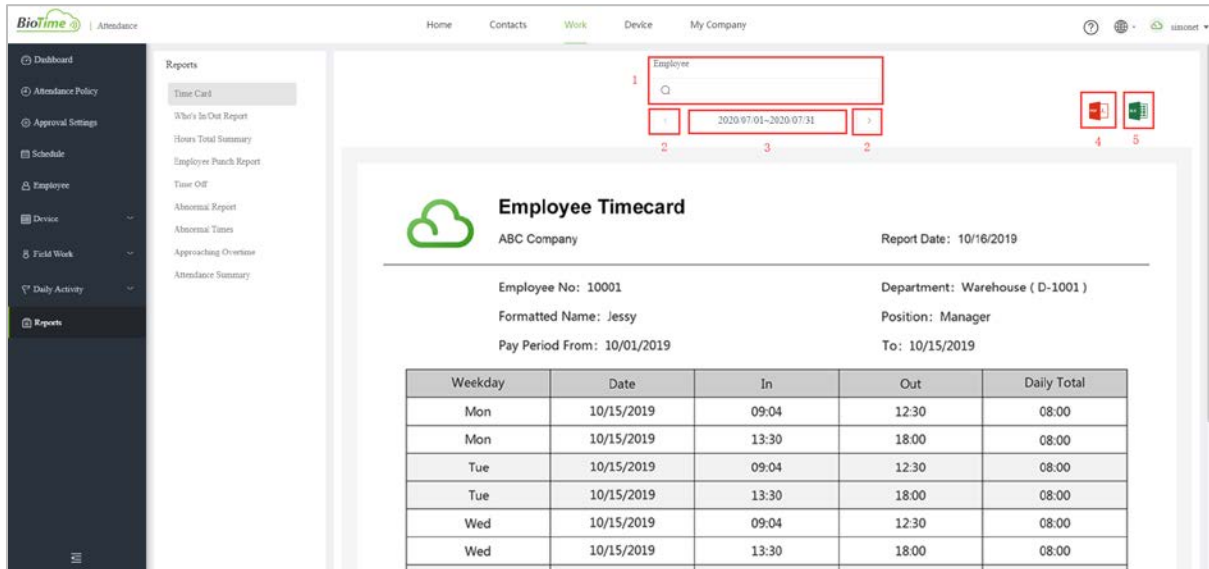 BioTime | Attendance Home Contacts Work Device My Company simonet
Dashboard
Attendance Policy
Approval Settings
Schedule
Employee
Device
Field Work
Daily Activity
Reports
Reports
Time Card
Who's In/Out Report
Hours Total Summary
Employee Punch Report
Time Off
Abnormal Report
Abnormal Times
Approaching Overtime
Attendance Summary
Employee
1
2020/07/01~2020/07/31
2 3 2 4 5
Employee Timecard
ABC Company Report Date: 10/16/2019
Employee No: 10001 Department: Warehouse ( D-1001 )
Formatted Name: Jessy Position: Manager
Pay Period From: 10/01/2019 To: 10/15/2019
Weekday Date In Out Daily Total
Mon 10/15/2019 09:04 12:30 08:00
Mon 10/15/2019 13:30 18:00 08:00
Tue 10/15/2019 09:04 12:30 08:00
Tue 10/15/2019 13:30 18:00 08:00
Wed 10/15/2019 09:04 12:30 08:00
Wed 10/15/2019 13:30 18:00 08:00